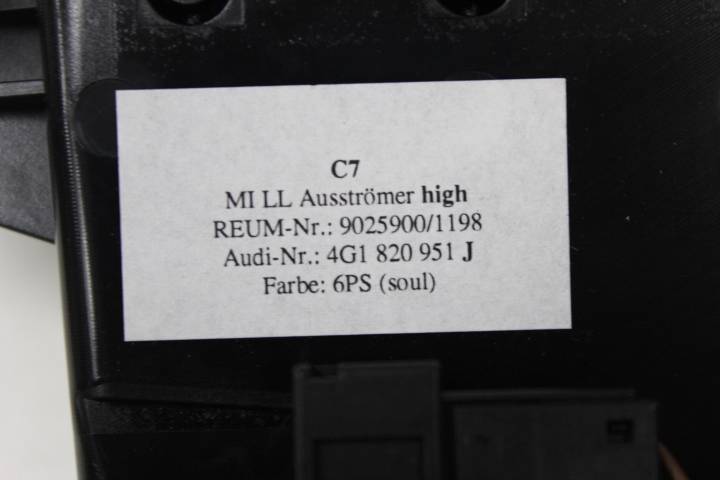 C7
MI LL Ausströmer high
REUM-Nr.: 9025900/1198
Audi-Nr.: 4G1 820 951 J
Farbe: 6PS (soul)